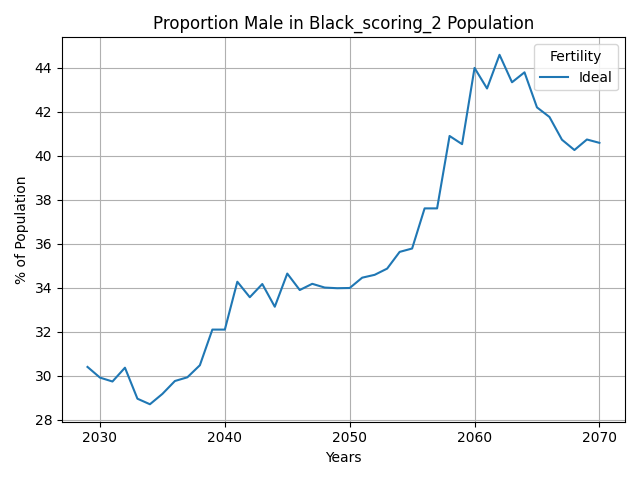 Proportion Male in Black_scoring_2 Population
Fertility
Ideal
44
42
40
38
36
34
32
30
28
% of Population
2030
2040
2050
2060
2070
Years